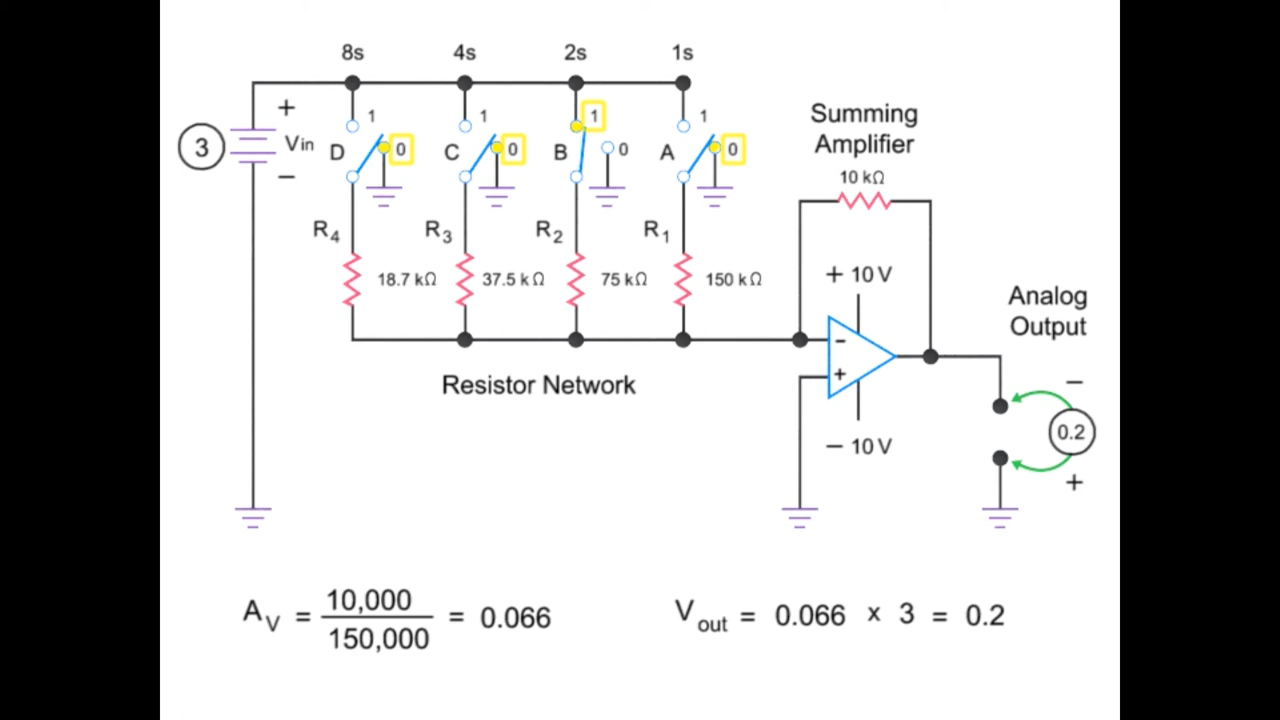 8s 4s 2s 1s
+ 1 1 1 1
3 Vin D 0 C 0 B 0 A 0
−
Summing
Amplifier
10 kΩ
R4 R3 R2 R1
18.7 kΩ 37.5 kΩ 75 kΩ 150 kΩ
+ 10 V
-
+
− 10 V
Resistor Network
Analog
Output
−
0.2
+
AV = 10,000 / 150,000 = 0.066
Vout = 0.066 x 3 = 0.2